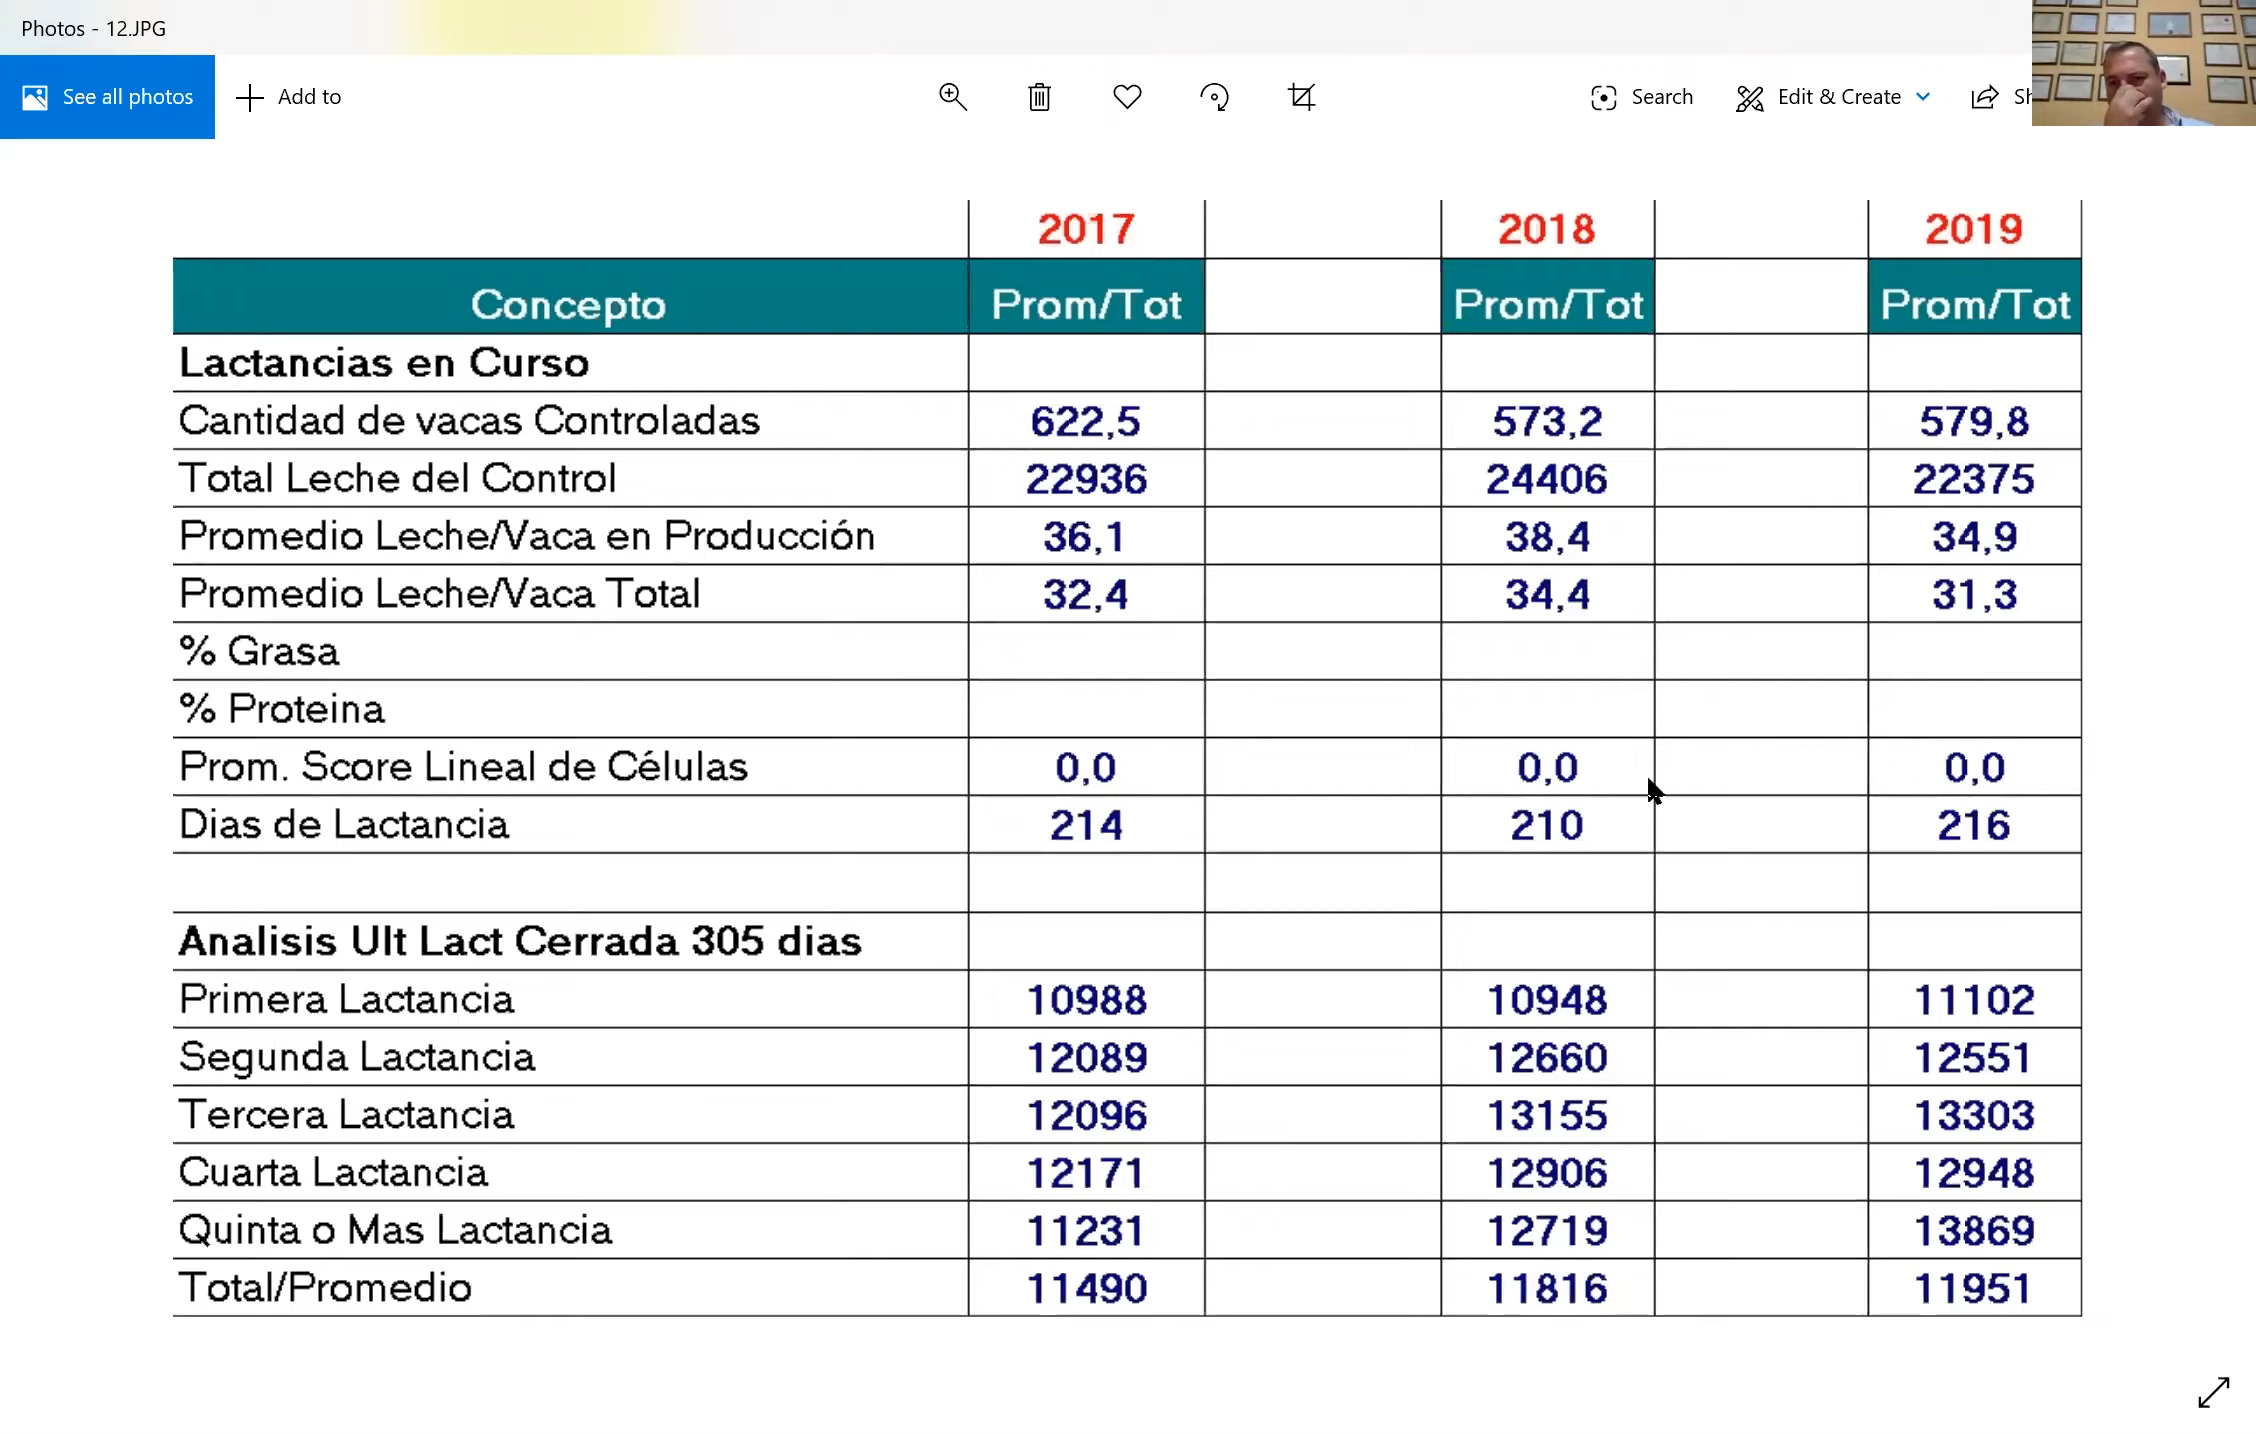 Photos - 12.JPG
See all photos Add to Search Edit & Create
2017 2018 2019
Concepto Prom/Tot Prom/Tot Prom/Tot
Lactancias en Curso
Cantidad de vacas Controladas 622,5 573,2 579,8
Total Leche del Control 22936 24406 22375
Promedio Leche/Vaca en Producción 36,1 38,4 34,9
Promedio Leche/Vaca Total 32,4 34,4 31,3
% Grasa
% Proteina
Prom. Score Lineal de Células 0,0 0,0 0,0
Dias de Lactancia 214 210 216
Analisis Ult Lact Cerrada 305 dias
Primera Lactancia 10988 10948 11102
Segunda Lactancia 12089 12660 12551
Tercera Lactancia 12096 13155 13303
Cuarta Lactancia 12171 12906 12948
Quinta o Mas Lactancia 11231 12719 13869
Total/Promedio 11490 11816 11951